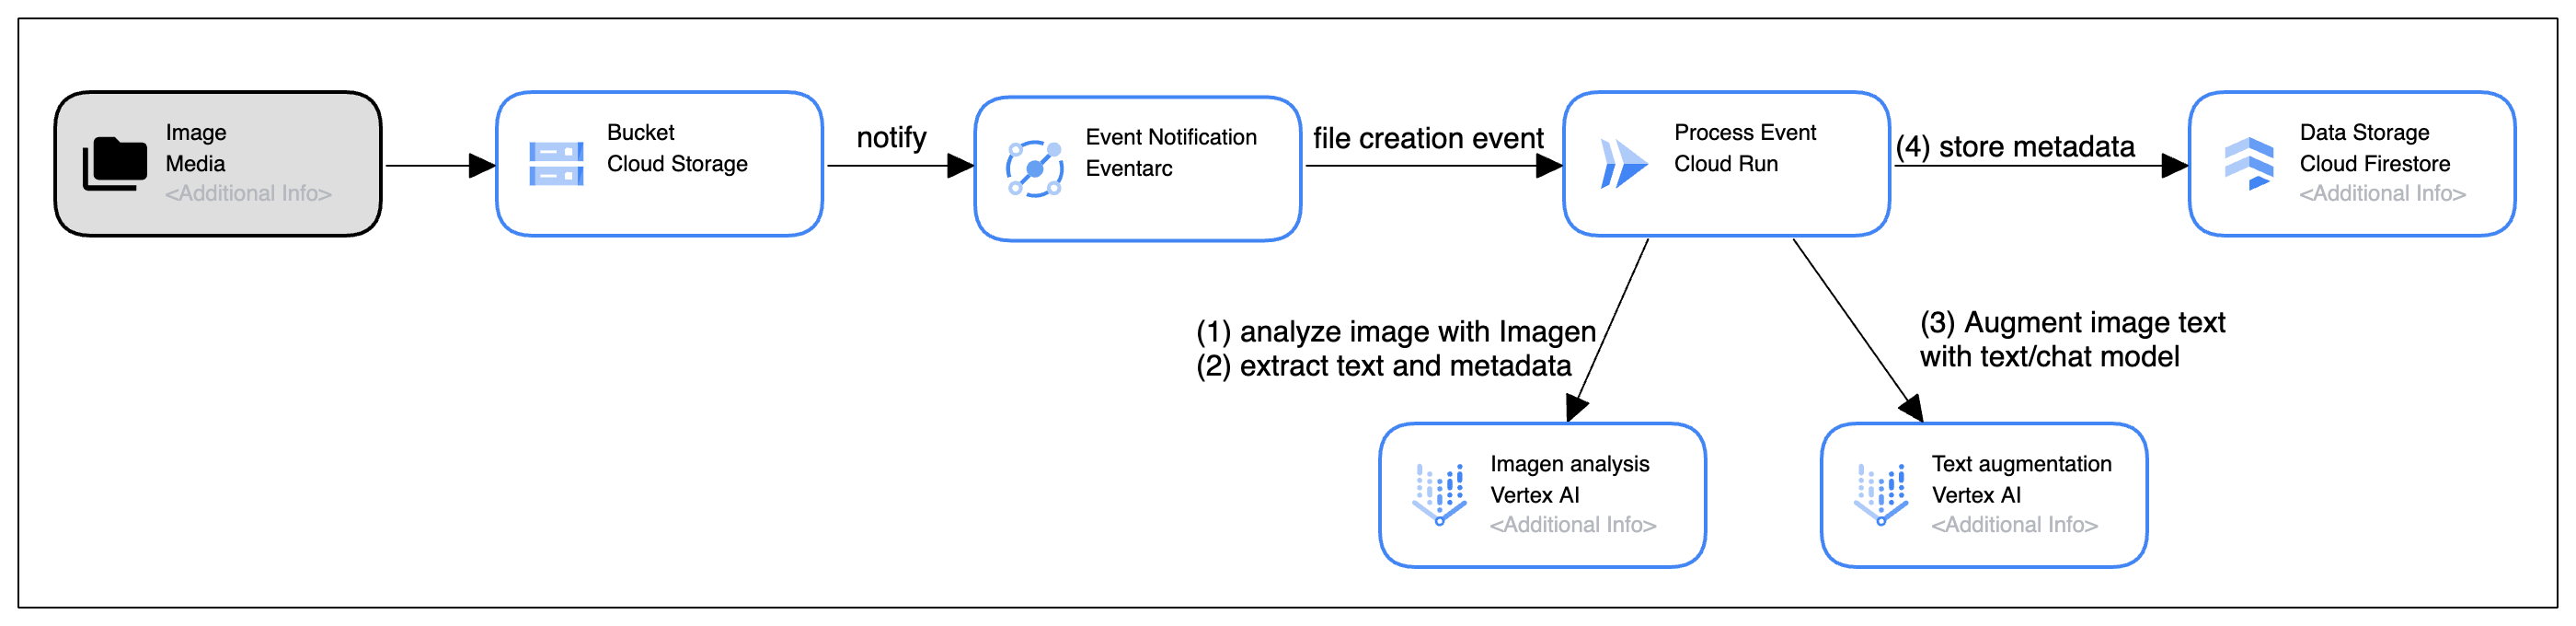 Image
Media
<Additional Info>
Bucket
Cloud Storage
notify
Event Notification
Eventarc
file creation event
Process Event
Cloud Run
(4) store metadata
Data Storage
Cloud Firestore
<Additional Info>
(1) analyze image with Imagen
(2) extract text and metadata
(3) Augment image text
with text/chat model
Imagen analysis
Vertex AI
<Additional Info>
Text augmentation
Vertex AI
<Additional Info>